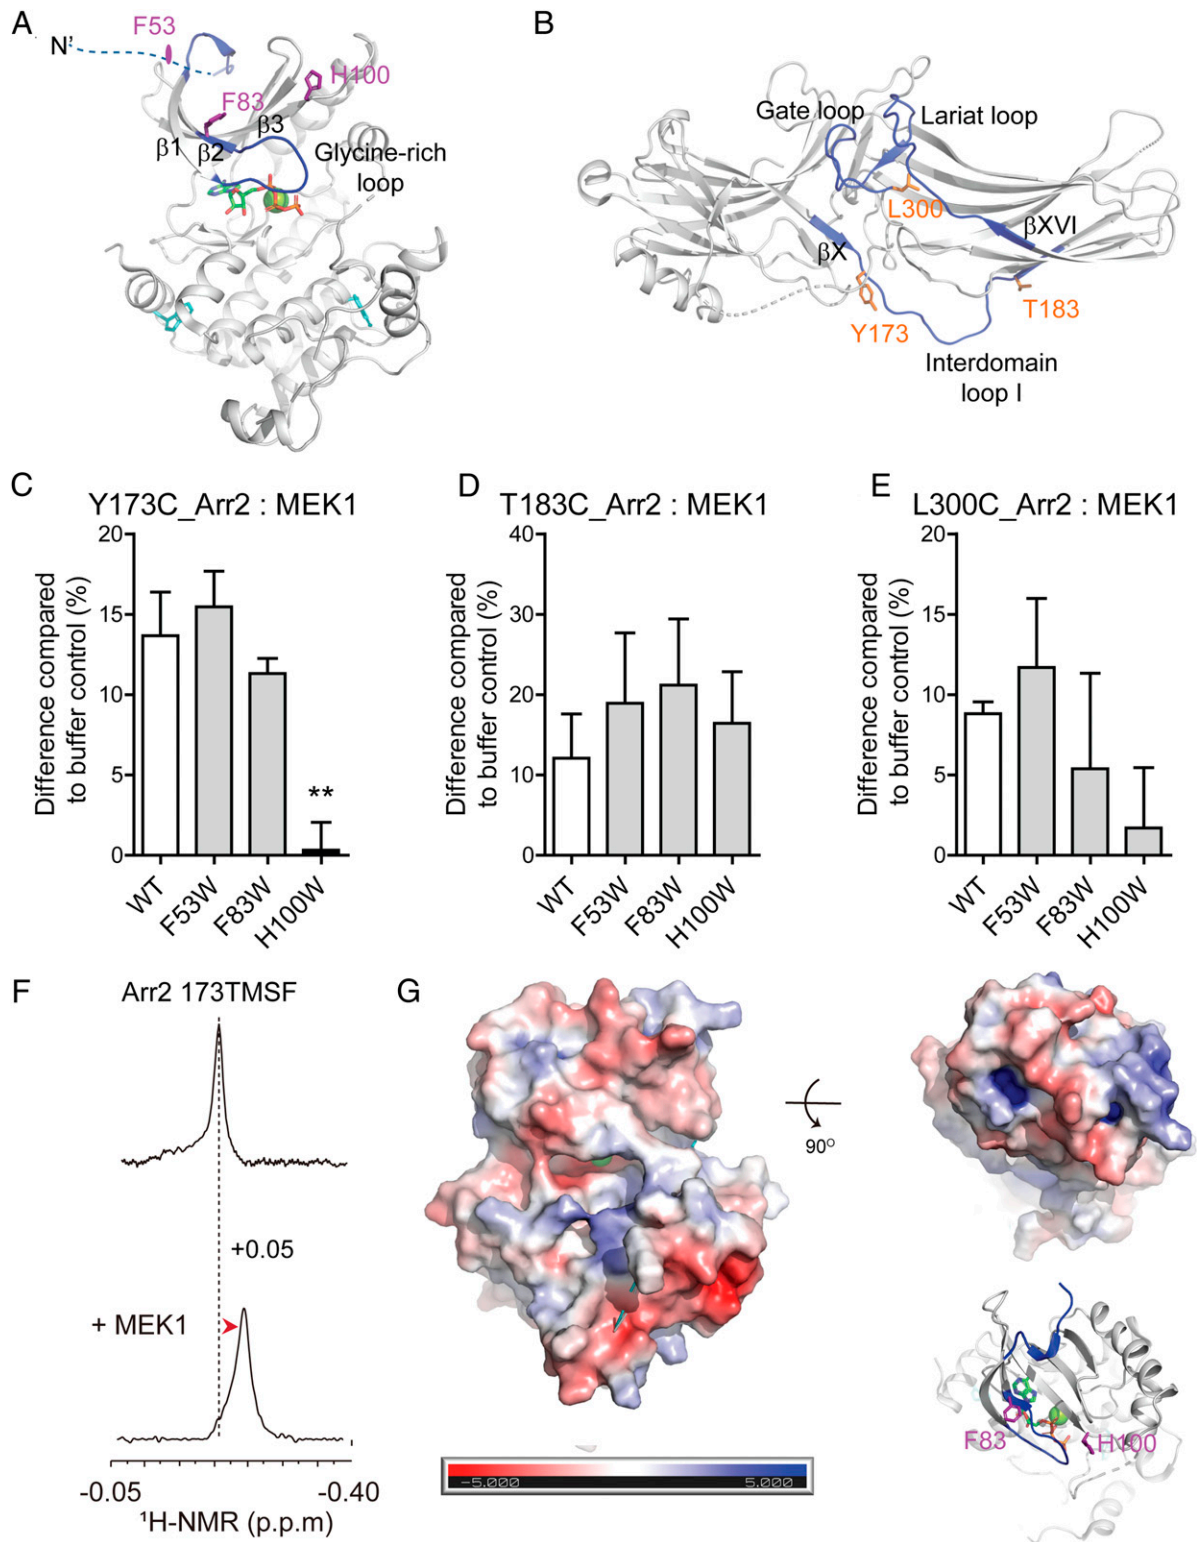 A
N'
F53
H100
F83
β3
β1
β2
Glycine-rich
loop
B
Gate loop
Lariat loop
L300
βXVI
βX
T183
Y173
Interdomain
loop I
C
Y173C_Arr2 : MEK1
Difference compared
to buffer control (%)
20
15
10
5
0
**
WT
F53W
F83W
H100W
D
T183C_Arr2 : MEK1
Difference compared
to buffer control (%)
40
30
20
10
0
WT
F53W
F83W
H100W
E
L300C_Arr2 : MEK1
Difference compared
to buffer control (%)
20
15
10
5
0
WT
F53W
F83W
H100W
F
Arr2 173TMSF
+0.05
+ MEK1
-0.05
-0.40
¹H-NMR (p.p.m)
G
90°
-5.000
5.000
F83
H100